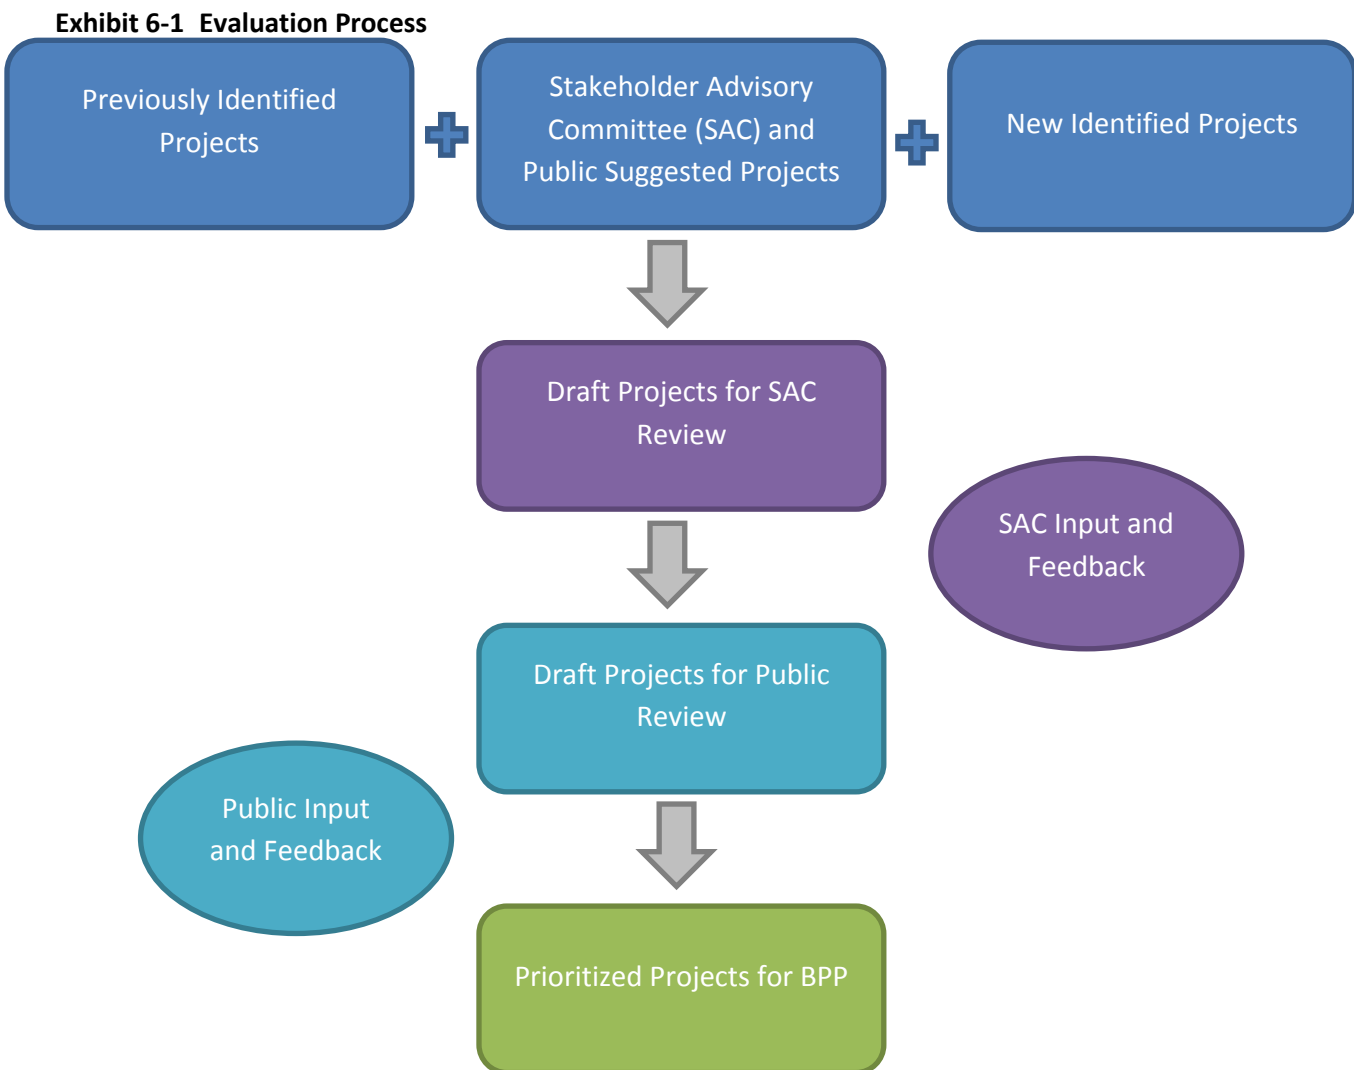 Exhibit 6-1 Evaluation Process
Previously Identified
Projects
Stakeholder Advisory
Committee (SAC) and
Public Suggested Projects
New Identified Projects
Draft Projects for SAC
Review
SAC Input and
Feedback
Draft Projects for Public
Review
Public Input
and Feedback
Prioritized Projects for BPP